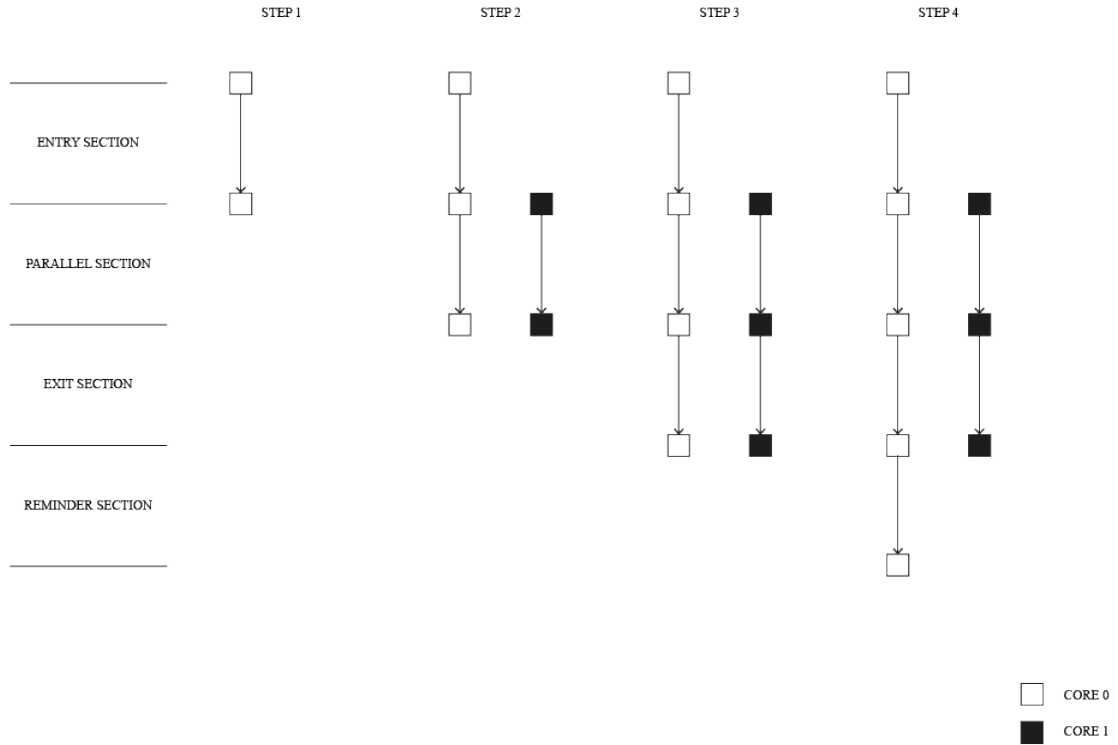 STEP 1
STEP 2
STEP 3
STEP 4
ENTRY SECTION
PARALLEL SECTION
EXIT SECTION
REMINDER SECTION
CORE 0
CORE 1